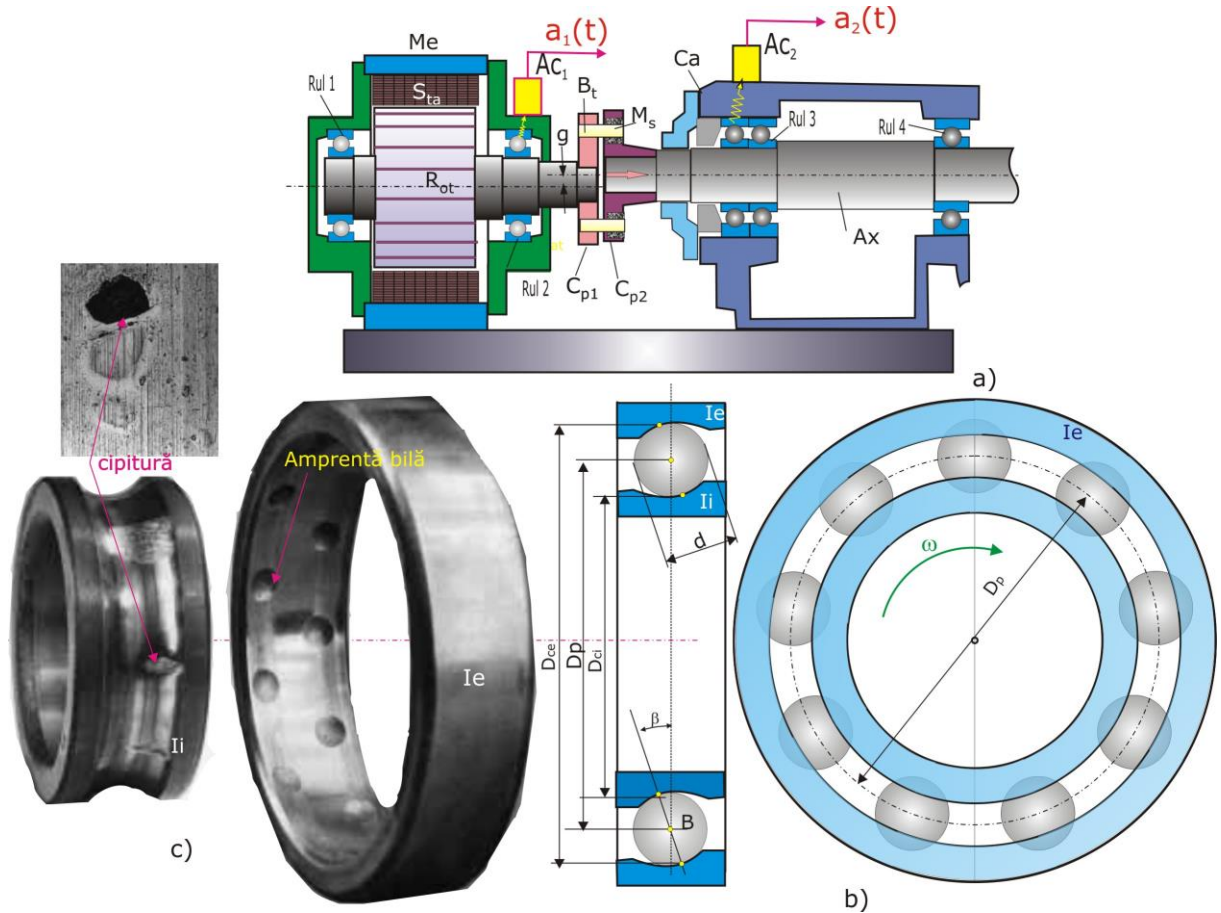 a₁(t)
a₂(t)
Me
Ac₁
Ac₂
Ca
Rul 1
Sta
Bt
Ms
Rul 3
Rul 4
g
Rot
Ax
at
Rul 2
Cp1
Cp2
a)
cipitură
Amprentă bilă
Ie
Ie
Ii
d
ω
Dp
Dce
Dp
Dci
β
Ie
Ii
B
c)
b)